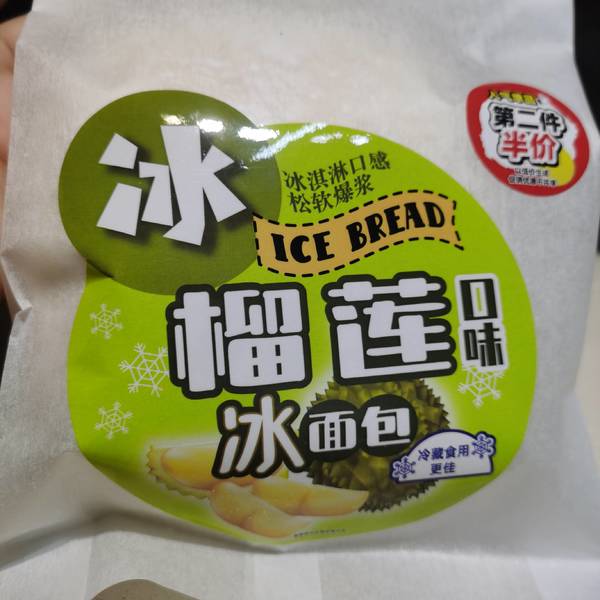 冰
冰淇淋口感
松软爆浆
ICE BREAD
榴莲
口味
冰面包
冷藏食用
更佳
第二件
半价